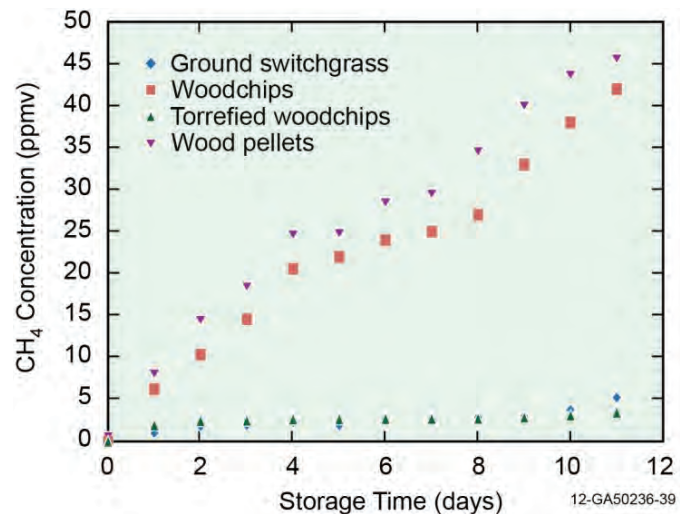 50
45
40
35
30
25
20
15
10
5
0
CH₄ Concentration (ppmv)
Ground switchgrass
Woodchips
Torrefied woodchips
Wood pellets
0 2 4 6 8 10 12
Storage Time (days)
12-GA50236-39